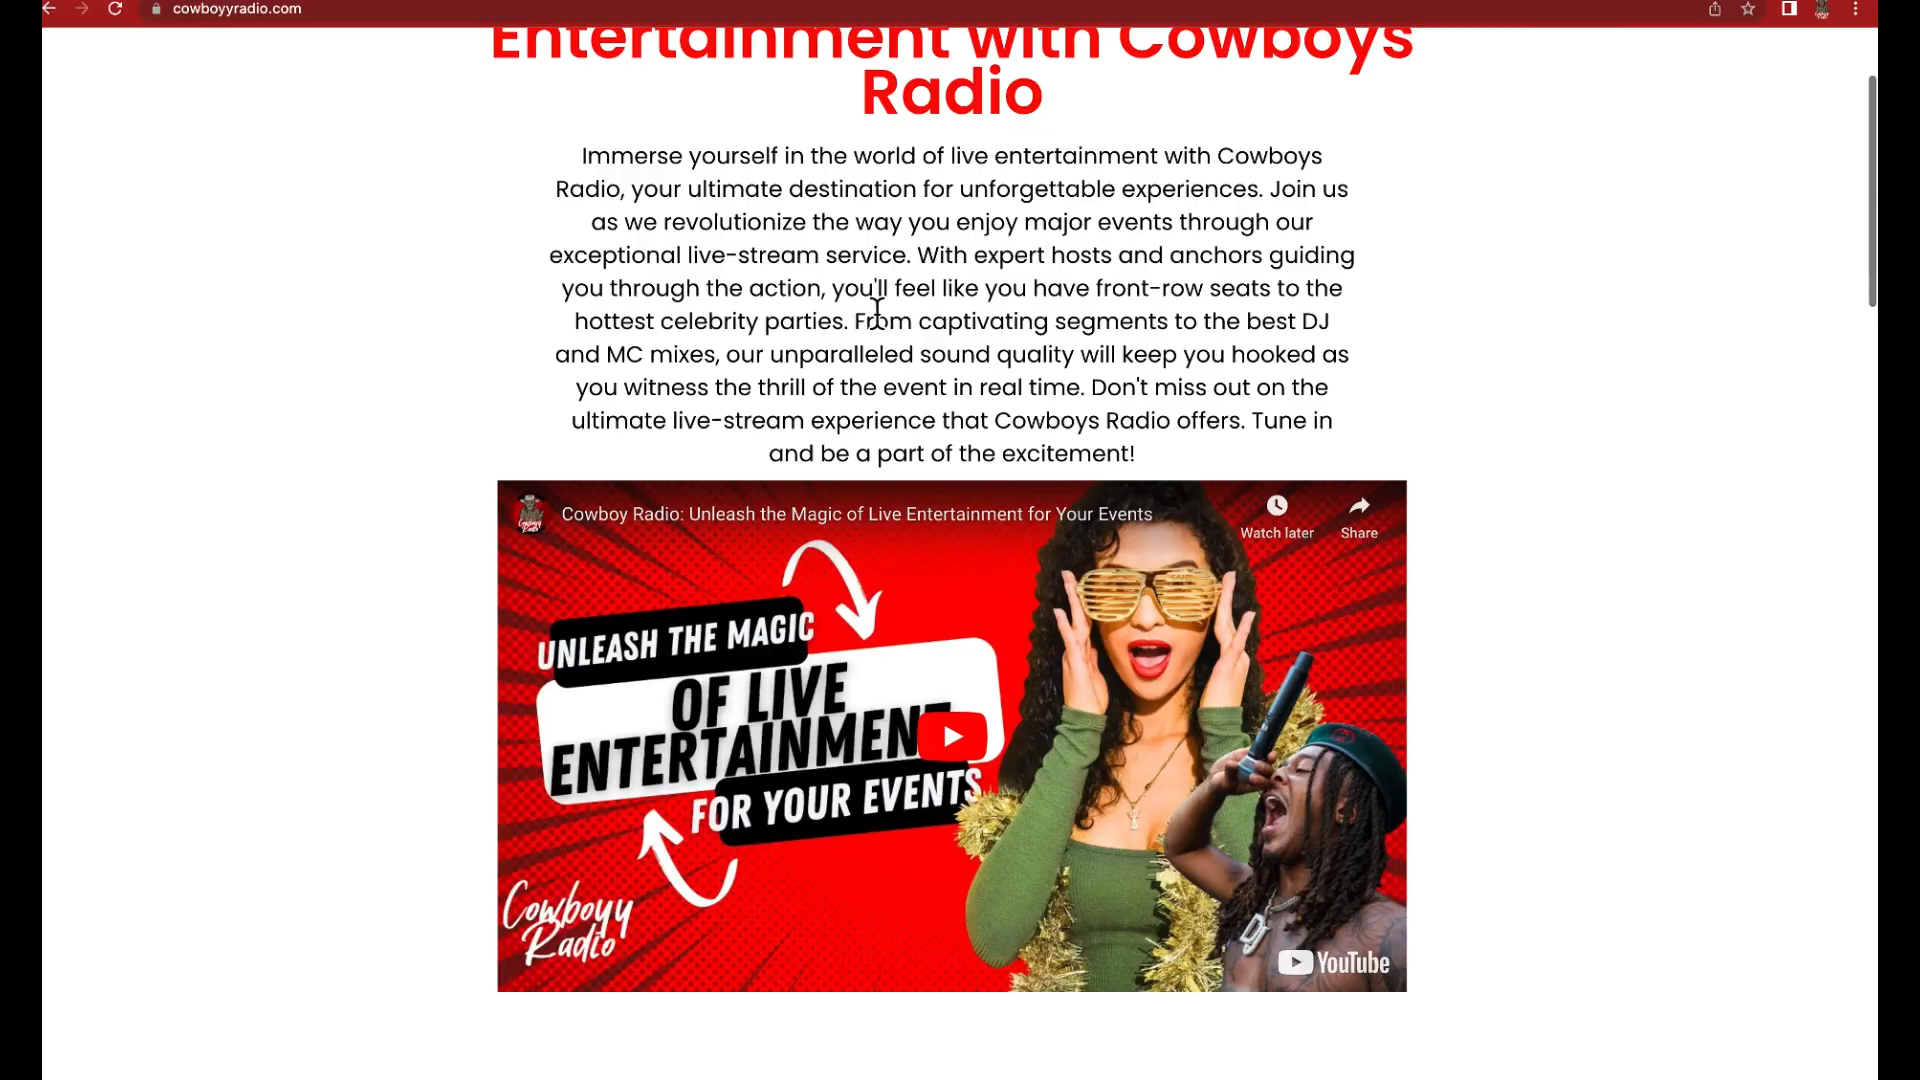 cowboyyradio.com
Entertainment with Cowboys
Radio
Immerse yourself in the world of live entertainment with Cowboys
Radio, your ultimate destination for unforgettable experiences. Join us
as we revolutionize the way you enjoy major events through our
exceptional live-stream service. With expert hosts and anchors guiding
you through the action, you'll feel like you have front-row seats to the
hottest celebrity parties. From captivating segments to the best DJ
and MC mixes, our unparalleled sound quality will keep you hooked as
you witness the thrill of the event in real time. Don't miss out on the
ultimate live-stream experience that Cowboys Radio offers. Tune in
and be a part of the excitement!
Cowboy Radio: Unleash the Magic of Live Entertainment for Your Events
Watch later
Share
UNLEASH THE MAGIC
OF LIVE
ENTERTAINMENT
FOR YOUR EVENTS
Cowboyy
Radio
YouTube